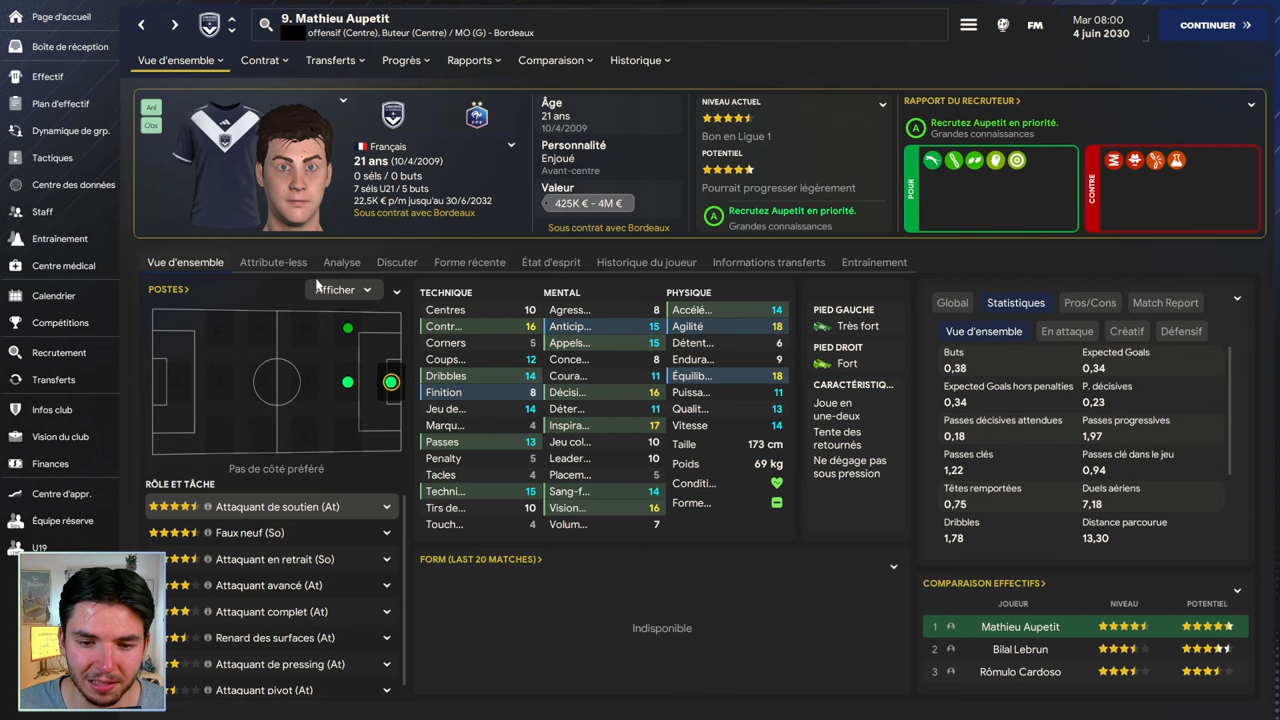 Page d'accueil
Boîte de réception
Effectif
Plan d'effectif
Dynamique de grp.
Tactiques
Centre des données
Staff
Entraînement
Centre médical
Calendrier
Compétitions
Recrutement
Transferts
Infos club
Vision du club
Finances
Centre d'appr.
Équipe réserve
U19
9. Mathieu Aupetit
offensif (Centre), Buteur (Centre) / MO (G) - Bordeaux
FM
Mar 08:00
4 juin 2030
CONTINUER
Vue d'ensemble
Contrat
Transferts
Progrès
Rapports
Comparaison
Historique
Anl
Obs
Français
21 ans (10/4/2009)
0 séls / 0 buts
7 séls U21 / 5 buts
22,5K € p/m jusqu'au 30/6/2032
Sous contrat avec Bordeaux
Âge
21 ans
10/4/2009
Personnalité
Enjoué
Avant-centre
Valeur
425K € - 4M €
Sous contrat avec Bordeaux
NIVEAU ACTUEL
Bon en Ligue 1
POTENTIEL
Pourrait progresser légèrement
A Recrutez Aupetit en priorité.
Grandes connaissances
RAPPORT DU RECRUTEUR
A Recrutez Aupetit en priorité.
Grandes connaissances
POUR
CONTRE
Vue d'ensemble
Attribute-less
Analyse
Discuter
Forme récente
État d'esprit
Historique du joueur
Informations transferts
Entraînement
POSTES
Afficher
Pas de côté préféré
RÔLE ET TÂCHE
Attaquant de soutien (At)
Faux neuf (So)
Attaquant en retrait (So)
Attaquant avancé (At)
Attaquant complet (At)
Renard des surfaces (At)
Attaquant de pressing (At)
Attaquant pivot (At)
TECHNIQUE
Centres 10
Contr... 16
Corners 5
Coups... 12
Dribbles 14
Finition 8
Jeu de... 14
Marqu... 4
Passes 13
Penalty 5
Tacles 4
Techni... 15
Tirs de... 10
Touch... 4
MENTAL
Agress... 8
Anticip... 15
Appels... 15
Conce... 8
Coura... 11
Décisi... 16
Déter... 11
Inspira... 17
Jeu col... 10
Leader... 10
Placem... 5
Sang-f... 14
Vision... 16
Volum... 7
PHYSIQUE
Accélé... 14
Agilité 18
Détent... 6
Endura... 9
Équilib... 18
Puissa... 11
Qualit... 13
Vitesse 14
Taille 173 cm
Poids 69 kg
Conditi...
Forme...
PIED GAUCHE
Très fort
PIED DROIT
Fort
CARACTÉRISTIQ...
Joue en
une-deux
Tente des
retournés
Ne dégage pas
sous pression
FORM (LAST 20 MATCHES)
Indisponible
Global
Statistiques
Pros/Cons
Match Report
Vue d'ensemble
En attaque
Créatif
Défensif
Buts Expected Goals
0,38 0,34
Expected Goals hors penalties P. décisives
0,34 0,23
Passes décisives attendues Passes progressives
0,18 1,97
Passes clés Passes clé dans le jeu
1,22 0,94
Têtes remportées Duels aériens
0,75 7,18
Dribbles Distance parcourue
1,78 13,30
COMPARAISON EFFECTIFS
JOUEUR NIVEAU POTENTIEL
1 Mathieu Aupetit
2 Bilal Lebrun
3 Rômulo Cardoso